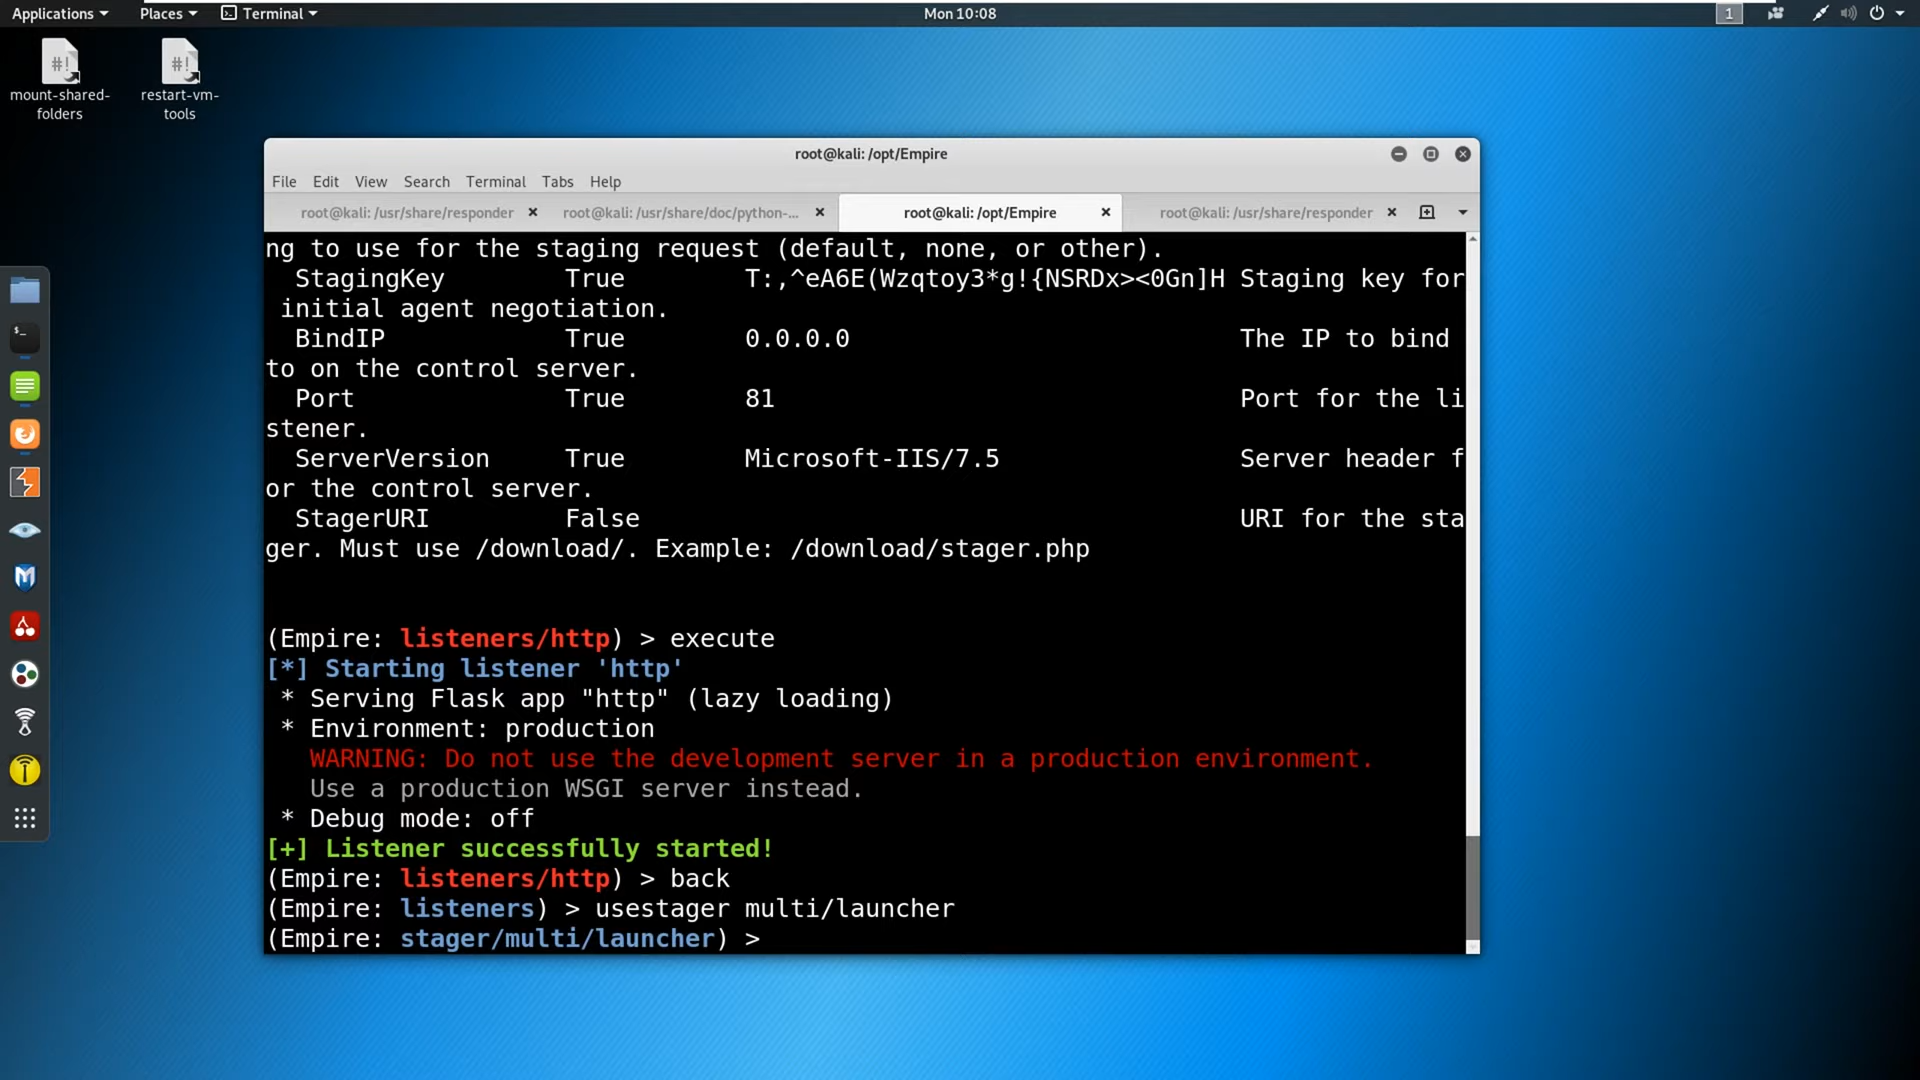 Applications Places Terminal Mon 10:08 1
mount-shared-
folders
restart-vm-
tools
root@kali: /opt/Empire
File Edit View Search Terminal Tabs Help
root@kali: /usr/share/responder root@kali: /usr/share/doc/python-... root@kali: /opt/Empire root@kali: /usr/share/responder
ng to use for the staging request (default, none, or other).
StagingKey True T:,^eA6E(Wzqtoy3*g!{NSRDx><0Gn]H Staging key for
initial agent negotiation.
BindIP True 0.0.0.0 The IP to bind
to on the control server.
Port True 81 Port for the li
stener.
ServerVersion True Microsoft-IIS/7.5 Server header f
or the control server.
StagerURI False URI for the sta
ger. Must use /download/. Example: /download/stager.php
(Empire: listeners/http) > execute
[*] Starting listener 'http'
* Serving Flask app "http" (lazy loading)
* Environment: production
WARNING: Do not use the development server in a production environment.
Use a production WSGI server instead.
* Debug mode: off
[+] Listener successfully started!
(Empire: listeners/http) > back
(Empire: listeners) > usestager multi/launcher
(Empire: stager/multi/launcher) >